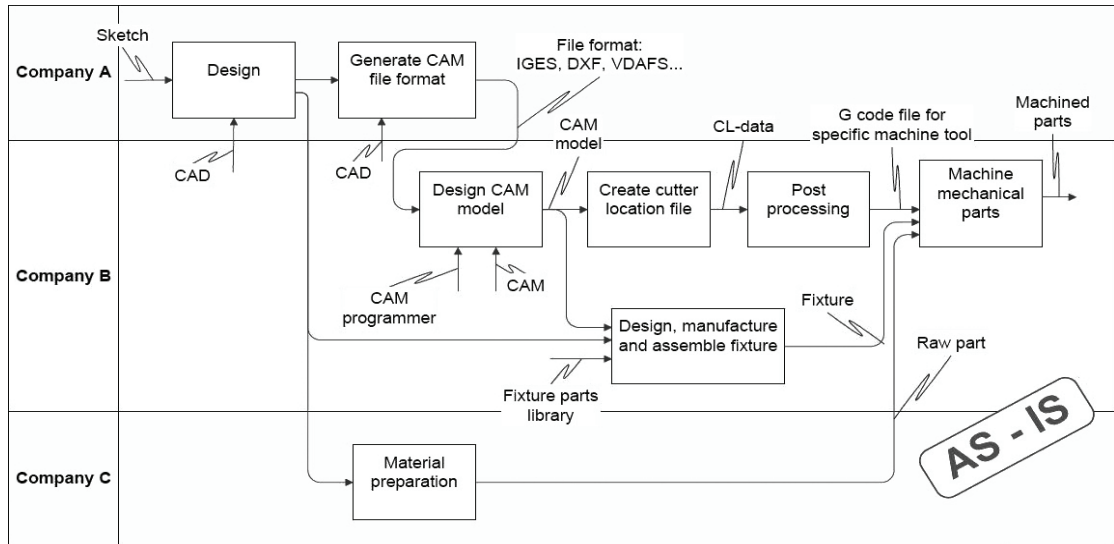 Company A
Sketch
Design
CAD
Generate CAM
file format
CAD
File format:
IGES, DXF, VDAFS...
Company B
Design CAM
model
CAM
programmer
CAM
CAM
model
Create cutter
location file
CL-data
Post
processing
G code file for
specific machine tool
Machine
mechanical
parts
Machined
parts
Design, manufacture
and assemble fixture
Fixture parts
library
Fixture
Raw part
Company C
Material
preparation
AS - IS